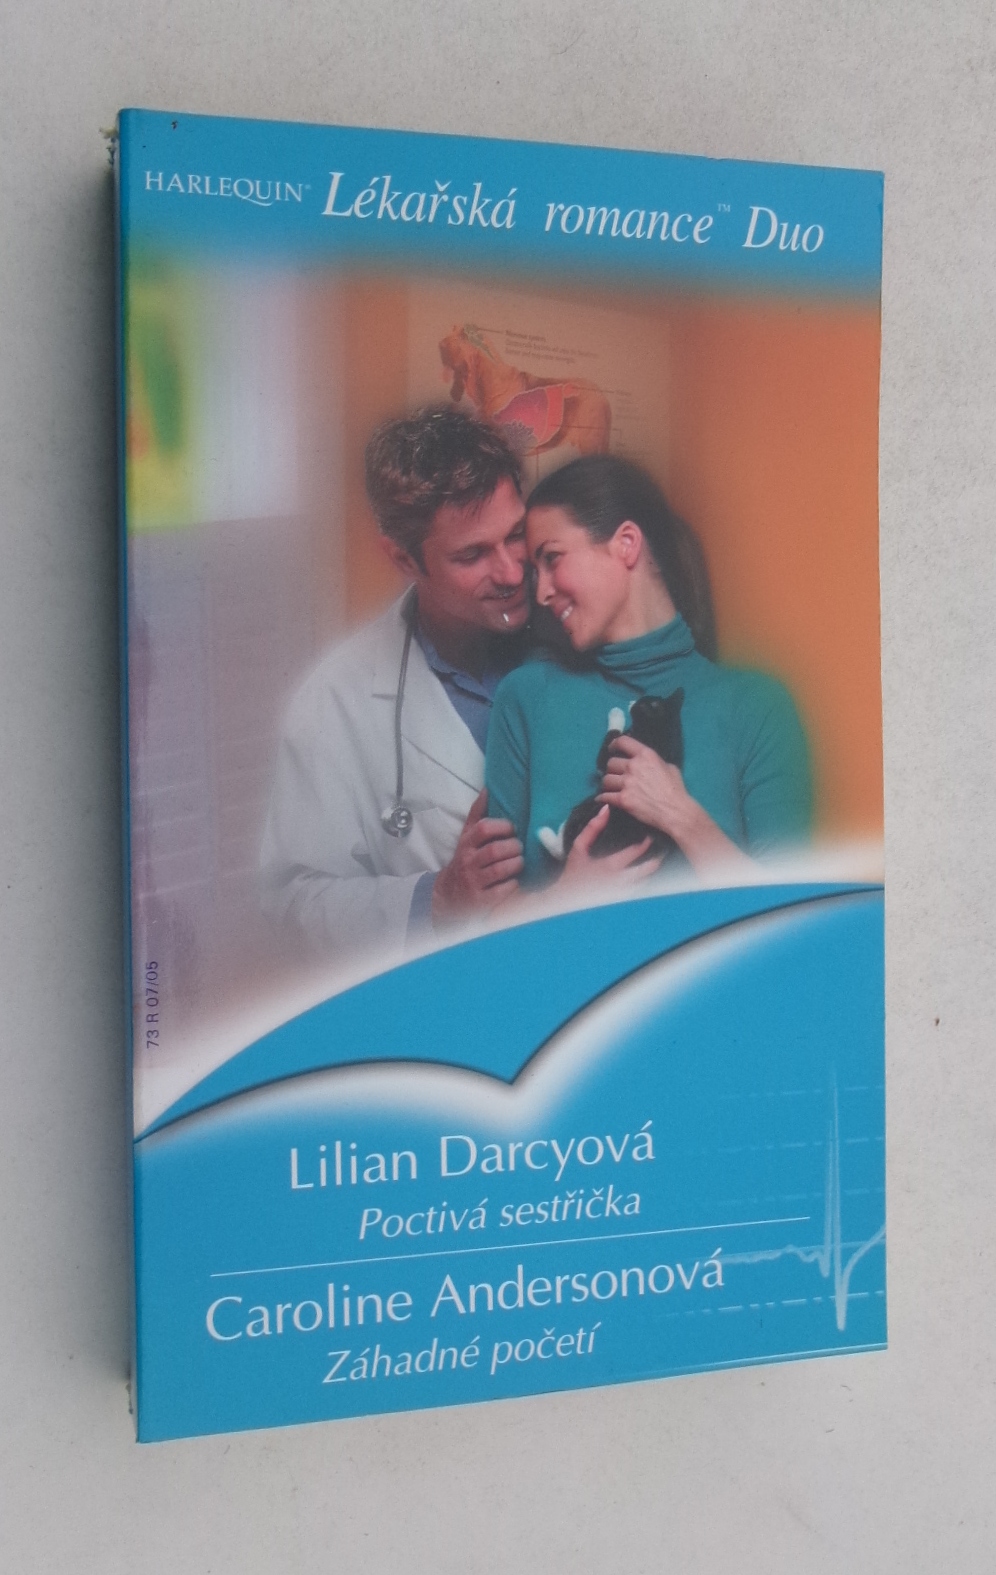 HARLEQUIN® Lékařská romance™ Duo
73 R 07/05
Lilian Darcyová
Poctivá sestřička
Caroline Andersonová
Záhadné početí